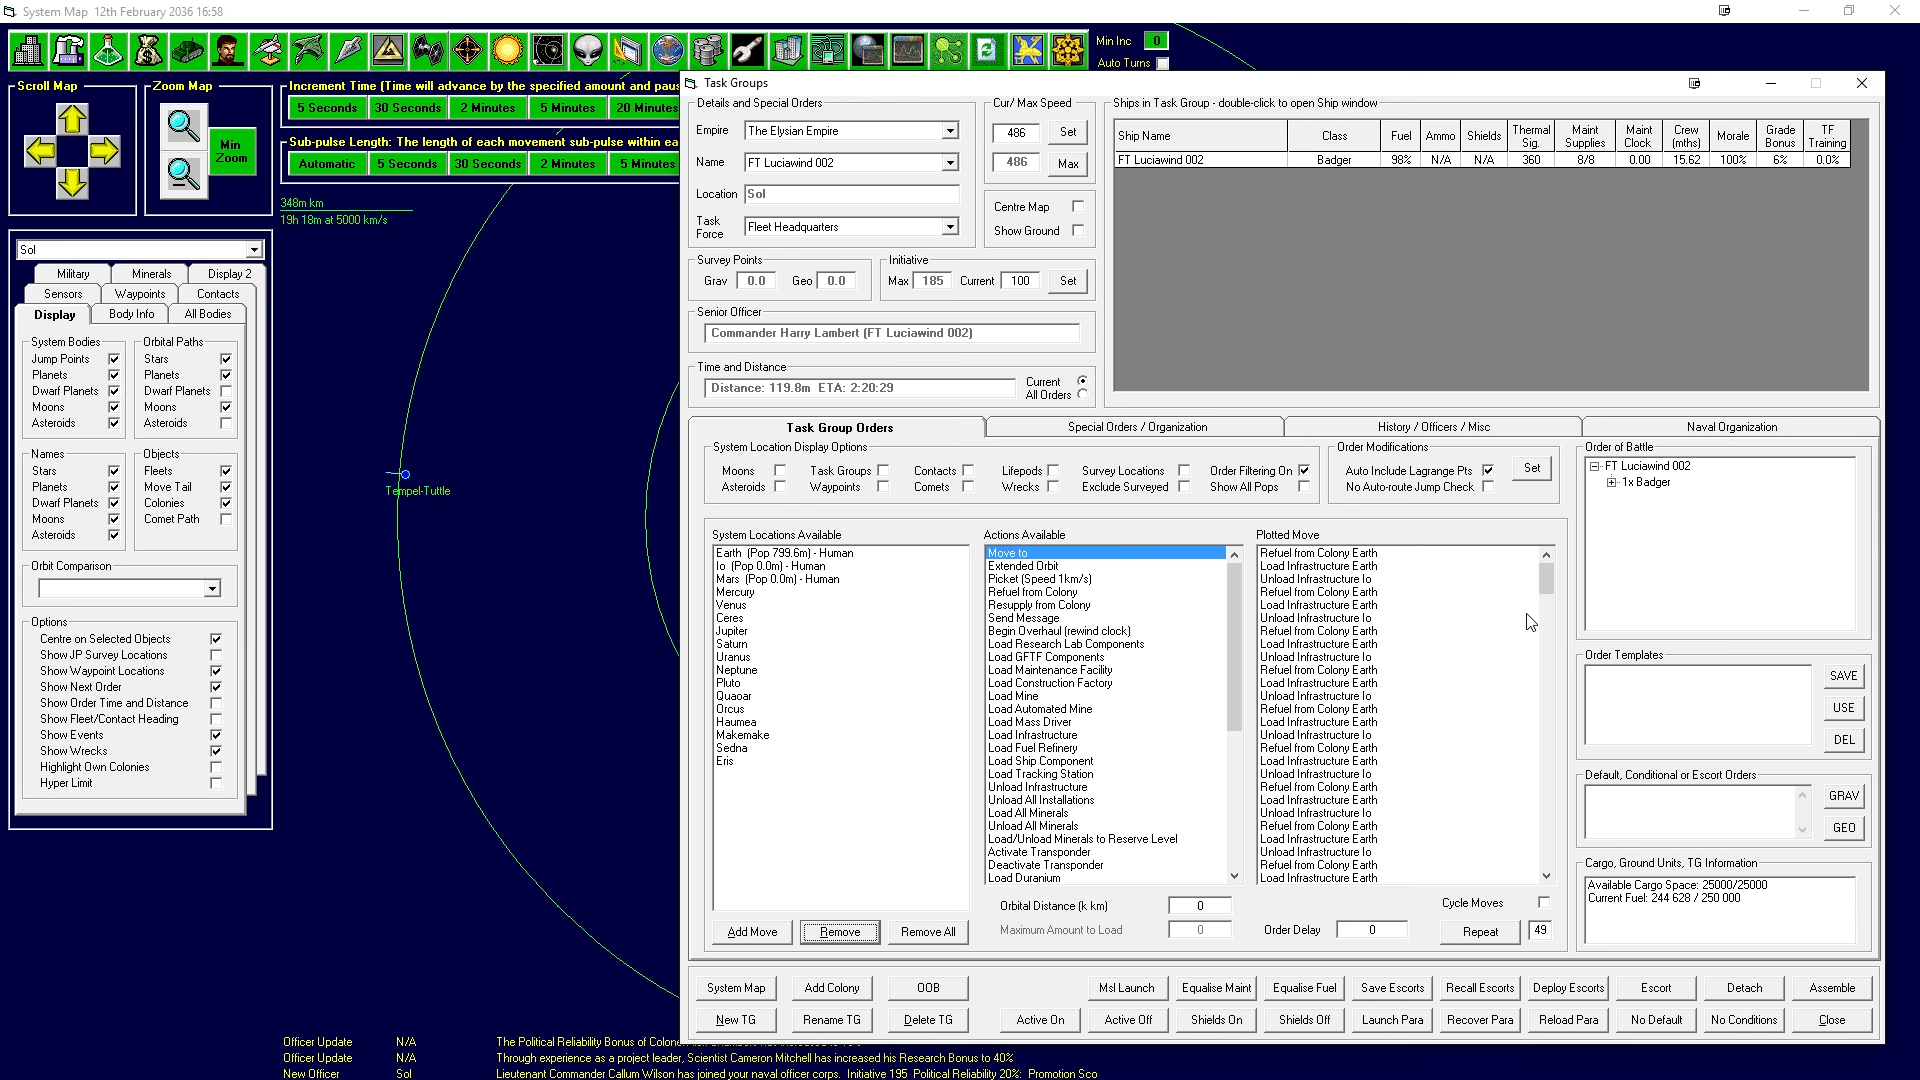 System Map  12th February 2036 16:58
Min Inc 0
Auto Turns
Scroll Map
Zoom Map
Min Zoom
Increment Time (Time will advance by the specified amount and paus
5 Seconds 30 Seconds 2 Minutes 5 Minutes 20 Minutes
Sub-pulse Length: The length of each movement sub-pulse within ea
Automatic 5 Seconds 30 Seconds 2 Minutes 5 Minutes
348m km
19h 18m at 5000 km/s
Tempel-Tuttle
Sol
Military Minerals Display 2
Sensors Waypoints Contacts
Display Body Info All Bodies
System Bodies
Jump Points
Planets
Dwarf Planets
Moons
Asteroids
Orbital Paths
Stars
Planets
Dwarf Planets
Moons
Asteroids
Names
Stars
Planets
Dwarf Planets
Moons
Asteroids
Objects
Fleets
Move Tail
Colonies
Comet Path
Orbit Comparison
Options
Centre on Selected Objects
Show JP Survey Locations
Show Waypoint Locations
Show Next Order
Show Order Time and Distance
Show Fleet/Contact Heading
Show Events
Show Wrecks
Highlight Own Colonies
Hyper Limit
Task Groups
Details and Special Orders
Empire The Elysian Empire
Name FT Luciawind 002
Location Sol
Task Force Fleet Headquarters
Cur/ Max Speed
486 Set
486 Max
Centre Map
Show Ground
Survey Points
Grav 0.0 Geo 0.0
Initiative
Max 185 Current 100 Set
Senior Officer
Commander Harry Lambert (FT Luciawind 002)
Time and Distance
Distance: 119.8m  ETA: 2:20:29
Current
All Orders
Ships in Task Group - double-click to open Ship window
Ship Name Class Fuel Ammo Shields Thermal Sig. Maint Supplies Maint Clock Crew (mths) Morale Grade Bonus TF Training
FT Luciawind 002 Badger 98% N/A N/A 360 8/8 0.00 15.62 100% 6% 0.0%
Task Group Orders Special Orders / Organization History / Officers / Misc Naval Organization
System Location Display Options
Moons Task Groups Contacts Lifepods Survey Locations Order Filtering On
Asteroids Waypoints Comets Wrecks Exclude Surveyed Show All Pops
Order Modifications
Auto Include Lagrange Pts Set
No Auto-route Jump Check
System Locations Available
Earth  (Pop 799.6m) - Human
Io  (Pop 0.0m) - Human
Mars  (Pop 0.0m) - Human
Mercury
Venus
Ceres
Jupiter
Saturn
Uranus
Neptune
Pluto
Quaoar
Orcus
Haumea
Makemake
Sedna
Eris
Actions Available
Move to
Extended Orbit
Picket (Speed 1km/s)
Refuel from Colony
Resupply from Colony
Send Message
Begin Overhaul (rewind clock)
Load Research Lab Components
Load GFTF Components
Load Maintenance Facility
Load Construction Factory
Load Mine
Load Automated Mine
Load Mass Driver
Load Infrastructure
Load Fuel Refinery
Load Ship Component
Load Tracking Station
Unload Infrastructure
Unload All Installations
Load All Minerals
Unload All Minerals
Load/Unload Minerals to Reserve Level
Activate Transponder
Deactivate Transponder
Load Duranium
Plotted Move
Refuel from Colony Earth
Load Infrastructure Earth
Unload Infrastructure Io
Refuel from Colony Earth
Load Infrastructure Earth
Unload Infrastructure Io
Refuel from Colony Earth
Load Infrastructure Earth
Unload Infrastructure Io
Refuel from Colony Earth
Load Infrastructure Earth
Unload Infrastructure Io
Refuel from Colony Earth
Load Infrastructure Earth
Unload Infrastructure Io
Refuel from Colony Earth
Load Infrastructure Earth
Unload Infrastructure Io
Refuel from Colony Earth
Load Infrastructure Earth
Unload Infrastructure Io
Refuel from Colony Earth
Load Infrastructure Earth
Unload Infrastructure Io
Refuel from Colony Earth
Load Infrastructure Earth
Add Move Remove Remove All
Orbital Distance (k km) 0
Maximum Amount to Load 0
Cycle Moves
Order Delay 0 Repeat 49
Order of Battle
FT Luciawind 002
1x Badger
Order Templates
SAVE
USE
DEL
Default, Conditional or Escort Orders
GRAV
GEO
Cargo, Ground Units, TG Information
Available Cargo Space: 25000/25000
Current Fuel: 244 628 / 250 000
System Map Add Colony OOB Msl Launch Equalise Maint Equalise Fuel Save Escorts Recall Escorts Deploy Escorts Escort Detach Assemble
New TG Rename TG Delete TG Active On Active Off Shields On Shields Off Launch Para Recover Para Reload Para No Default No Conditions Close
Officer Update N/A The Political Reliability Bonus of Colone
Officer Update N/A Through experience as a project leader, Scientist Cameron Mitchell has increased his Research Bonus to 40%
New Officer Sol Lieutenant Commander Callum Wilson has joined your naval officer corps.  Initiative 195  Political Reliability 20%:  Promotion Sco